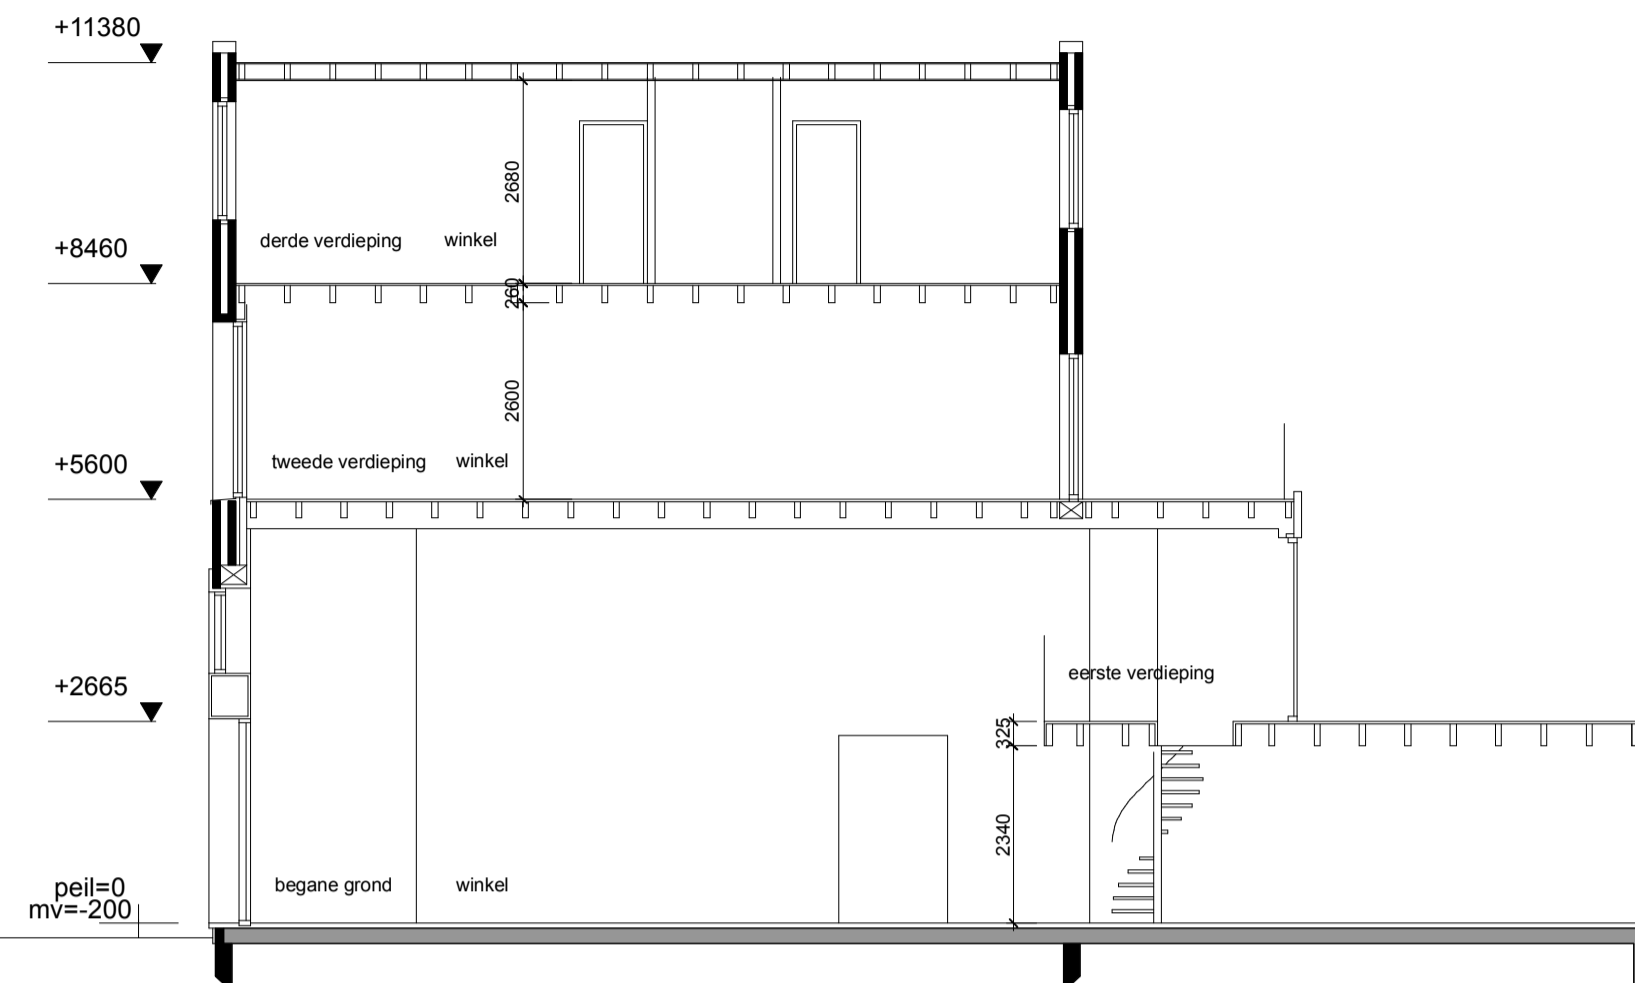 +11380
2680
derde verdieping winkel
+8460
260
2600
tweede verdieping winkel
+5600
eerste verdieping
+2665
325
2340
begane grond winkel
peil=0
mv=-200